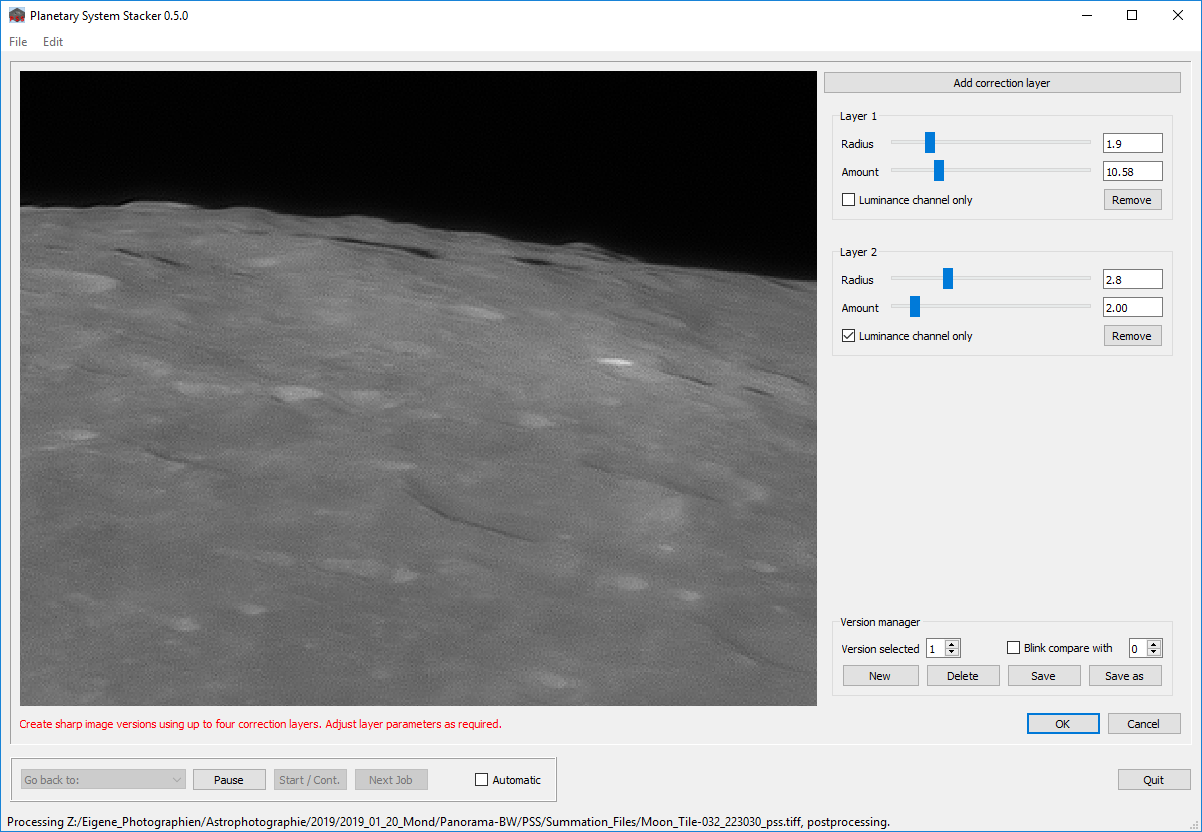 Planetary System Stacker 0.5.0
File Edit
Add correction layer
Layer 1
Radius 1.9
Amount 10.58
Luminance channel only Remove
Layer 2
Radius 2.8
Amount 2.00
Luminance channel only Remove
Version manager
Version selected 1 Blink compare with 0
New Delete Save Save as
Create sharp image versions using up to four correction layers. Adjust layer parameters as required.
OK Cancel
Go back to: Pause Start / Cont. Next Job Automatic Quit
Processing Z:/Eigene_Photographien/Astrophotographie/2019/2019_01_20_Mond/Panorama-BW/PSS/Summation_Files/Moon_Tile-032_223030_pss.tiff, postprocessing.